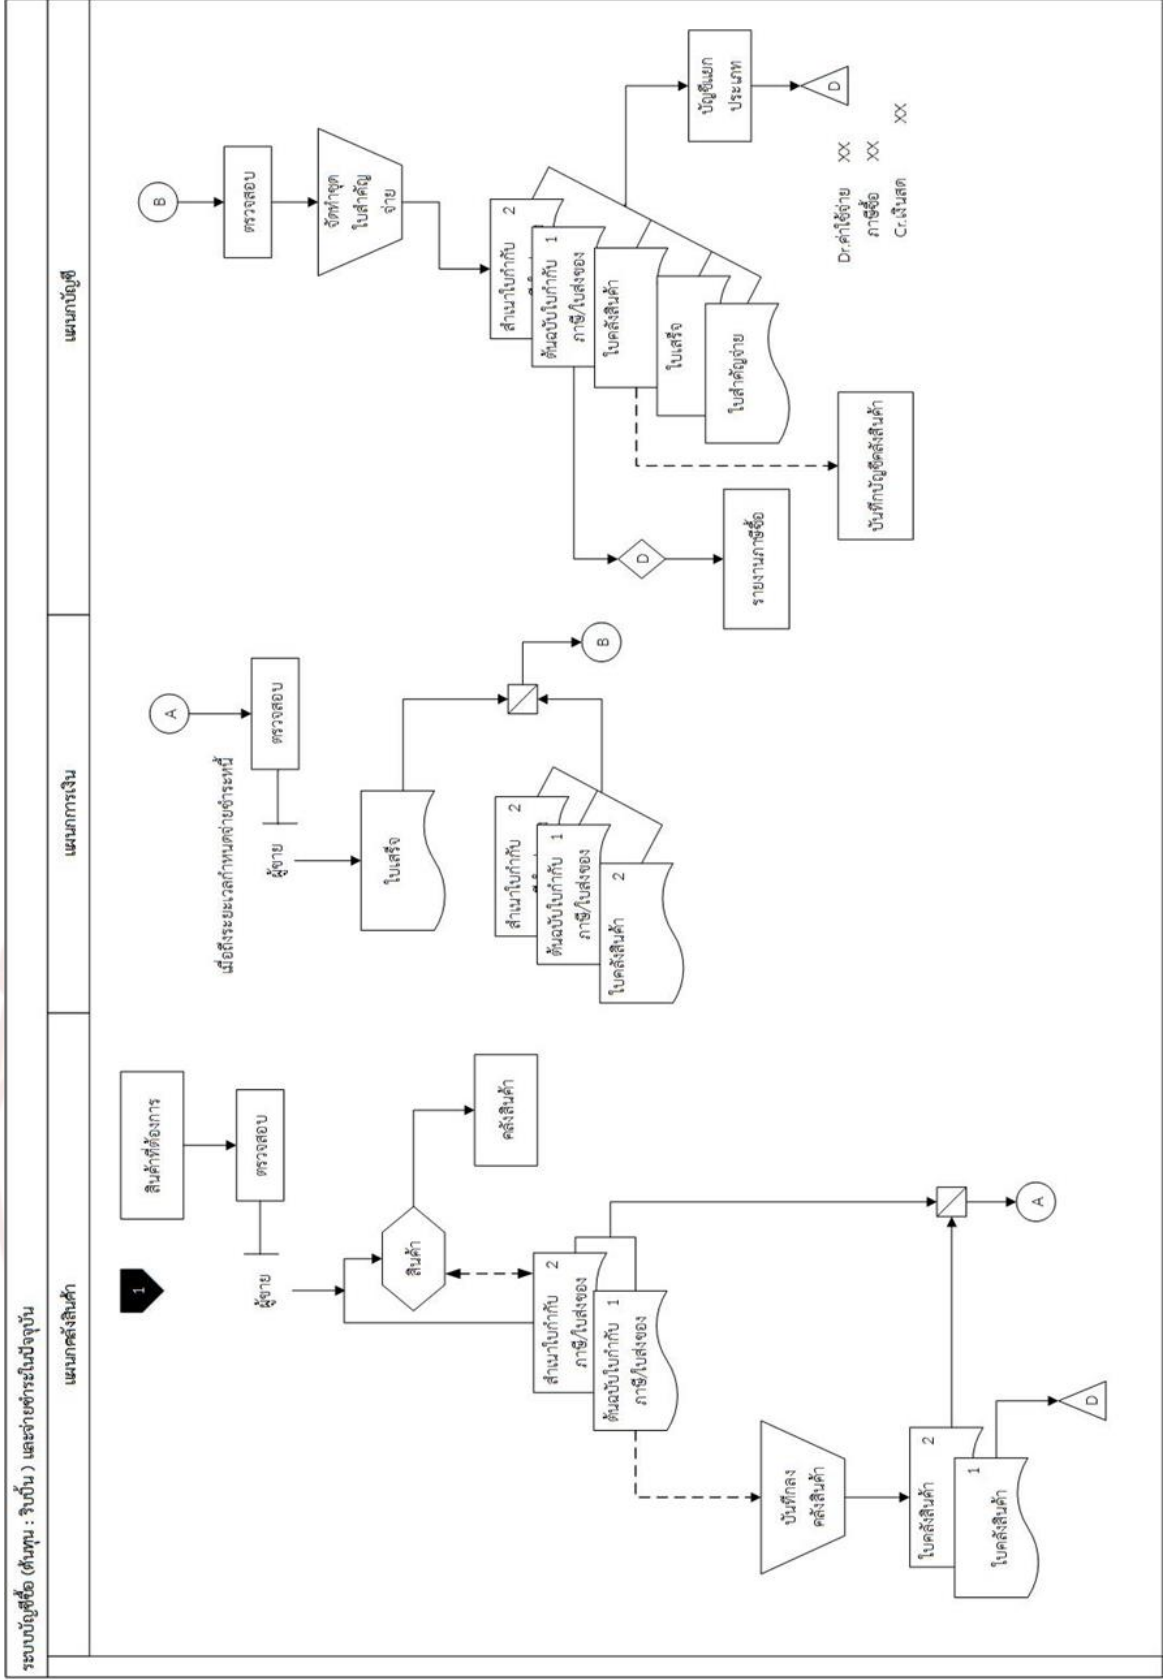 ระบบบัญชีซื้อ (ต้นทุน : ริบบิ้น ) และจ่ายชำระในปัจจุบัน
แผนกคลังสินค้า
แผนกการเงิน
แผนกบัญชี
1
สินค้าที่ต้องการ
ตรวจสอบ
ผู้ขาย
สินค้า
คลังสินค้า
สำเนาใบกำกับ 2
ภาษี/ใบส่งของ
ต้นฉบับใบกำกับ 1
ภาษี/ใบส่งของ
บันทึกลง
คลังสินค้า
ใบคลังสินค้า 2
ใบคลังสินค้า 1
D
A
A
เมื่อถึงระยะเวลากำหนดจ่ายชำระหนี้
ตรวจสอบ
ผู้ขาย
ใบเสร็จ
สำเนาใบกำกับ 2
ต้นฉบับใบกำกับ 1
ภาษี/ใบส่งของ
ใบคลังสินค้า 2
B
B
ตรวจสอบ
จัดทำชุด
ใบสำคัญ
จ่าย
สำเนาใบกำกับ 2
ต้นฉบับใบกำกับ 1
ภาษี/ใบส่งของ
ใบคลังสินค้า
ใบเสร็จ
ใบสำคัญจ่าย
D
รายงานภาษีซื้อ
บันทึกบัญชีคลังสินค้า
บัญชีแยก
ประเภท
D
Dr.ค่าใช้จ่าย XX
ภาษีซื้อ XX
Cr.เงินสด XX